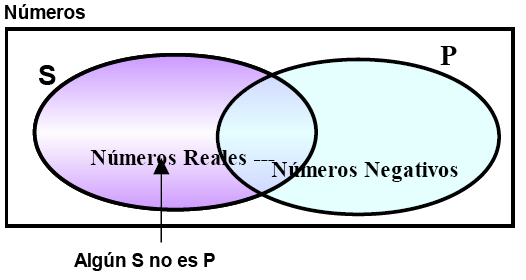 Números
S
P
Números Reales ---
Números Negativos
Algún S no es P